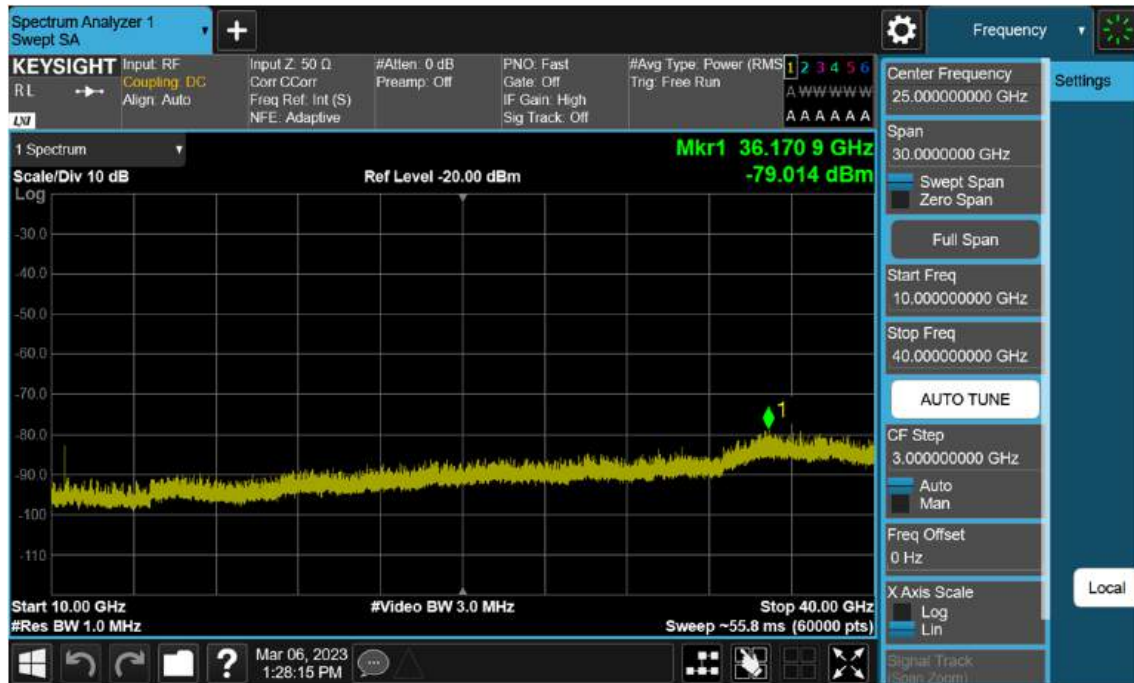 Spectrum Analyzer 1
Swept SA
+
Frequency
KEYSIGHT
RL
LXI
Input: RF
Coupling: DC
Align: Auto
Input Z: 50 Ω
Corr CCorr
Freq Ref: Int (S)
NFE: Adaptive
#Atten: 0 dB
Preamp: Off
PNO: Fast
Gate: Off
IF Gain: High
Sig Track: Off
#Avg Type: Power (RMS
Trig: Free Run
1 2 3 4 5 6
A W W W W W
A A A A A A
1 Spectrum
Scale/Div 10 dB
Log
Ref Level -20.00 dBm
Mkr1 36.170 9 GHz
-79.014 dBm
-30.0
-40.0
-50.0
-60.0
-70.0
-80.0
-90.0
-100
-110
1
Start 10.00 GHz
#Res BW 1.0 MHz
#Video BW 3.0 MHz
Stop 40.00 GHz
Sweep ~55.8 ms (60000 pts)
Center Frequency
25.000000000 GHz
Span
30.0000000 GHz
Swept Span
Zero Span
Full Span
Start Freq
10.000000000 GHz
Stop Freq
40.000000000 GHz
AUTO TUNE
CF Step
3.000000000 GHz
Auto
Man
Freq Offset
0 Hz
X Axis Scale
Log
Lin
Signal Track
(Span Zoom)
Settings
Local
?
Mar 06, 2023
1:28:15 PM